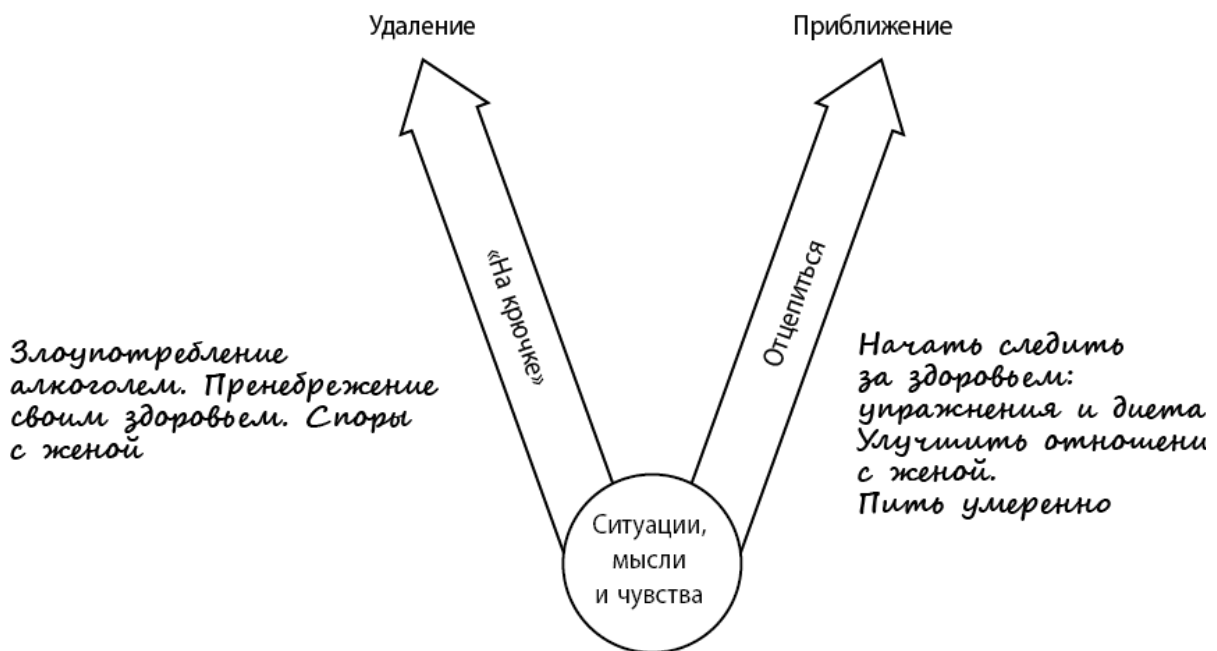 Удаление
Приближение
«На крючке»
Отцепиться
Злоупотребление
алкоголем. Пренебрежение
своим здоровьем. Споры
с женой
Начать следить
за здоровьем:
упражнения и диета
Улучшить отношени
с женой.
Пить умеренно
Ситуации,
мысли
и чувства